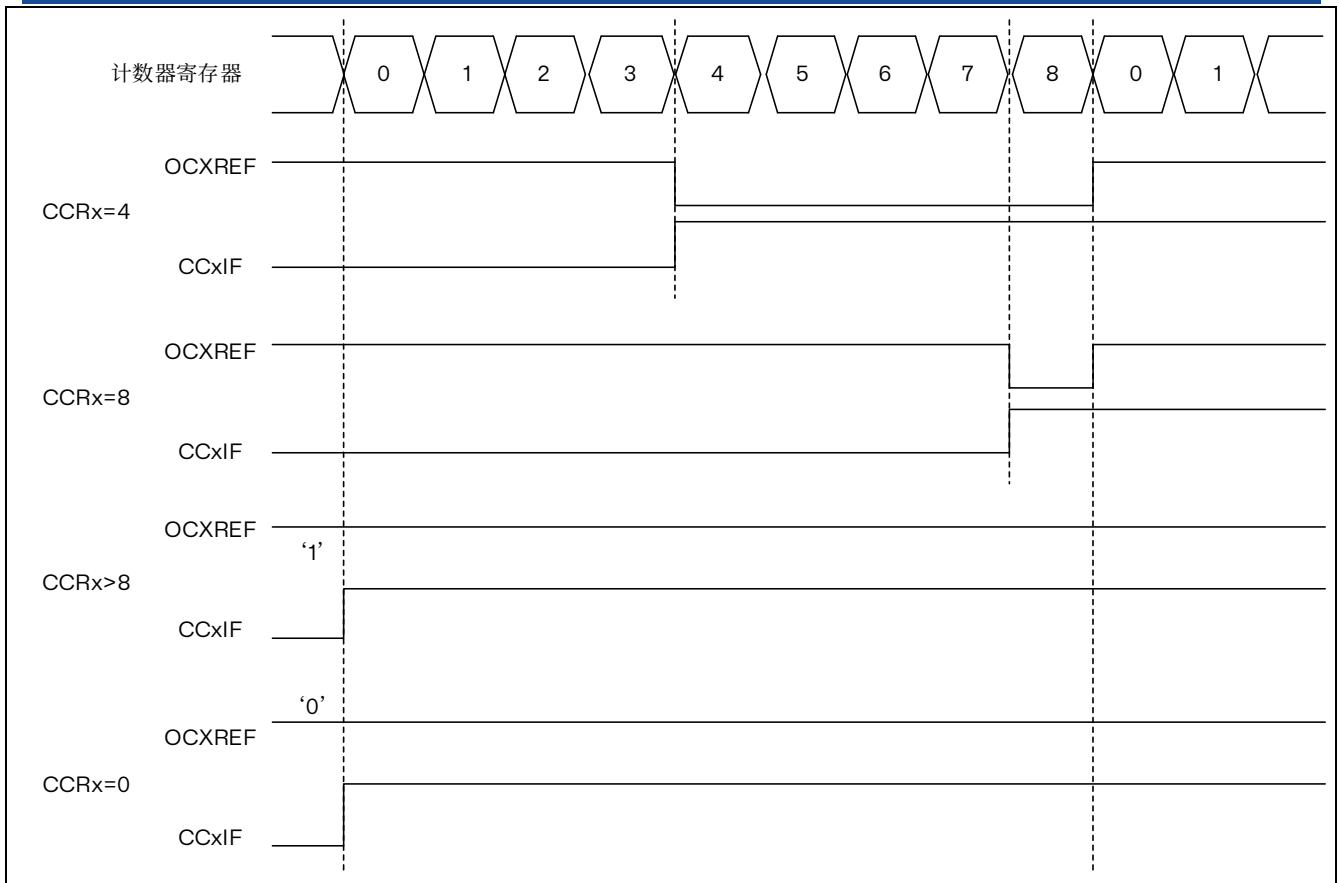 计数器寄存器 0 1 2 3 4 5 6 7 8 0 1
OCXREF
CCRx=4
CCxIF
OCXREF
CCRx=8
CCxIF
OCXREF
‘1’
CCRx>8
CCxIF
‘0’
OCXREF
CCRx=0
CCxIF